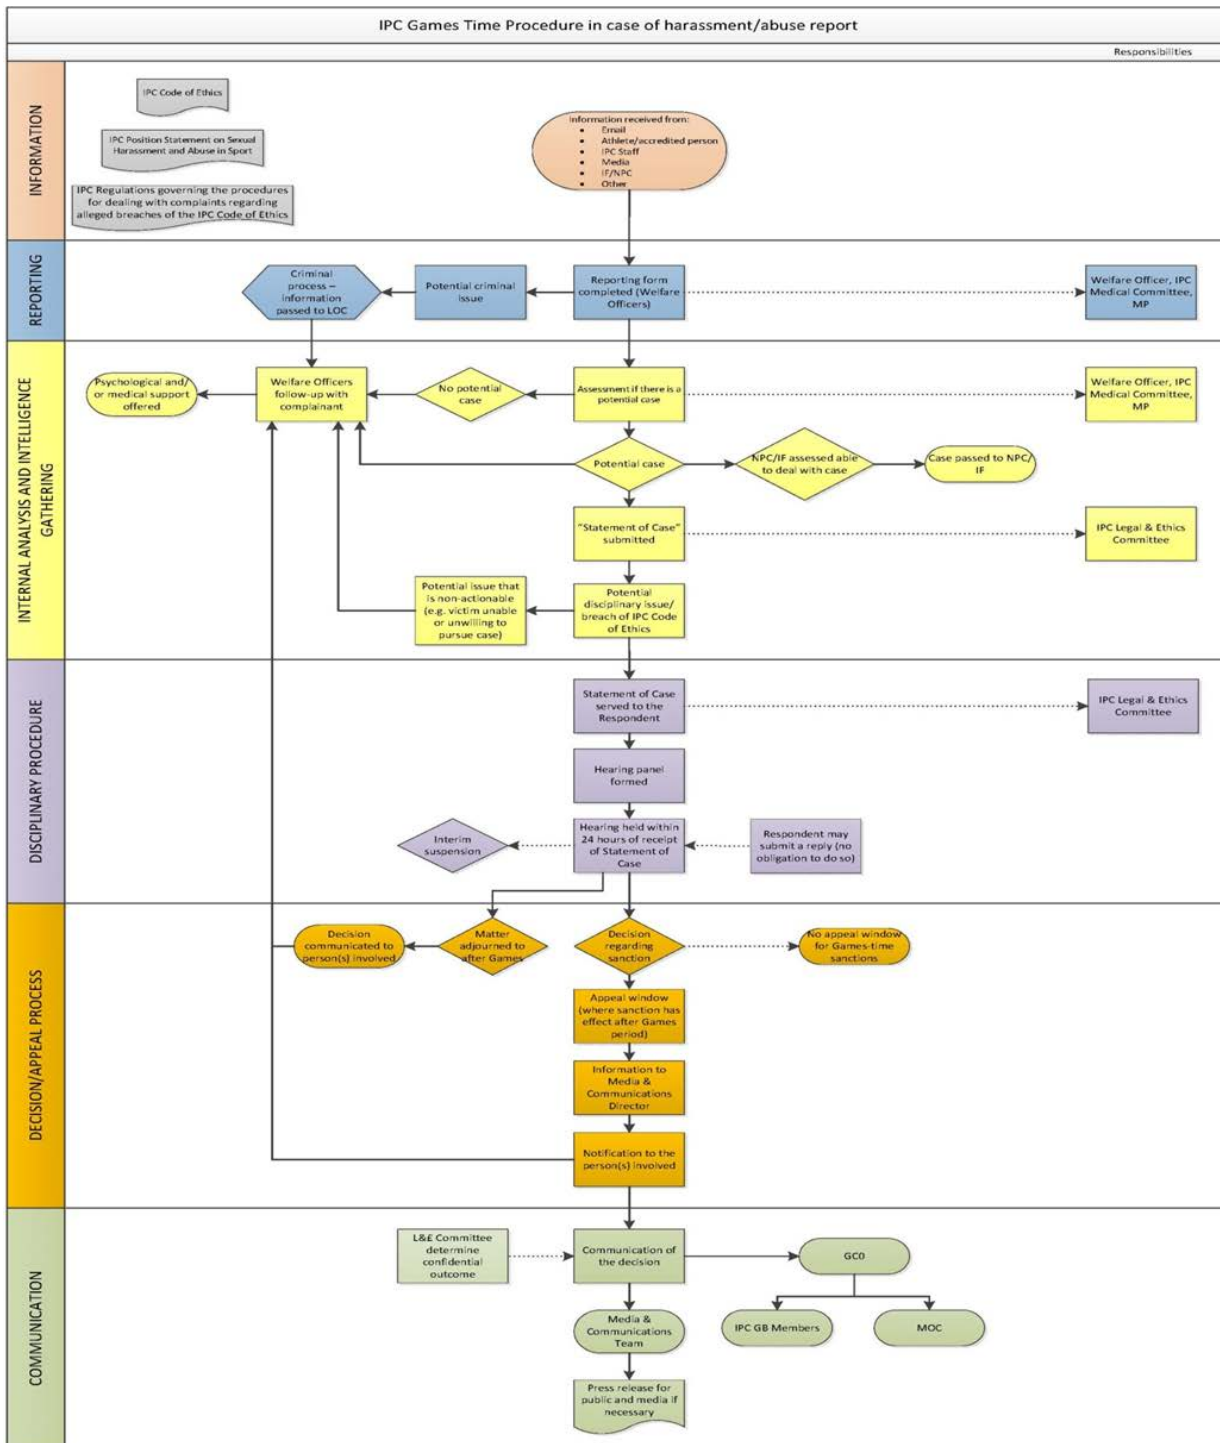 IPC Games Time Procedure in case of harassment/abuse report
Responsibilities
INFORMATION
IPC Code of Ethics
IPC Position Statement on Sexual
Harassment and Abuse in Sport
IPC Regulations governing the procedures
for dealing with complaints regarding
alleged breaches of the IPC Code of Ethics
Information received from:
• Email
• Athlete/accredited person
• IPC Staff
• Media
• IF/NPC
• Other
REPORTING
Criminal
process –
information
passed to LOC
Potential criminal
issue
Reporting form
completed (Welfare
Officers)
Welfare Officer, IPC
Medical Committee,
MP
INTERNAL ANALYSIS AND INTELLIGENCE
GATHERING
Psychological and/
or medical support
offered
Welfare Officers
follow-up with
complainant
No potential
case
Assessment if there is a
potential case
Welfare Officer, IPC
Medical Committee,
MP
Potential case
NPC/IF assessed able
to deal with case
Case passed to NPC/
IF
"Statement of Case"
submitted
IPC Legal & Ethics
Committee
Potential issue that
is non-actionable
(e.g. victim unable
or unwilling to
pursue case)
Potential
disciplinary issue/
breach of IPC Code
of Ethics
DISCIPLINARY PROCEDURE
Statement of Case
served to the
Respondent
IPC Legal & Ethics
Committee
Hearing panel
formed
Interim
suspension
Hearing held within
24 hours of receipt
of Statement of
Case
Respondent may
submit a reply (no
obligation to do so)
DECISION/APPEAL PROCESS
Decision
communicated to
person(s) involved
Matter
adjourned to
after Games
Decision
regarding
sanction
No appeal window
for Games-time
sanctions
Appeal window
(where sanction has
effect after Games
period)
Information to
Media &
Communications
Director
Notification to the
person(s) involved
COMMUNICATION
L&E Committee
determine
confidential
outcome
Communication of
the decision
GC0
IPC GB Members
MOC
Media &
Communications
Team
Press release for
public and media if
necessary